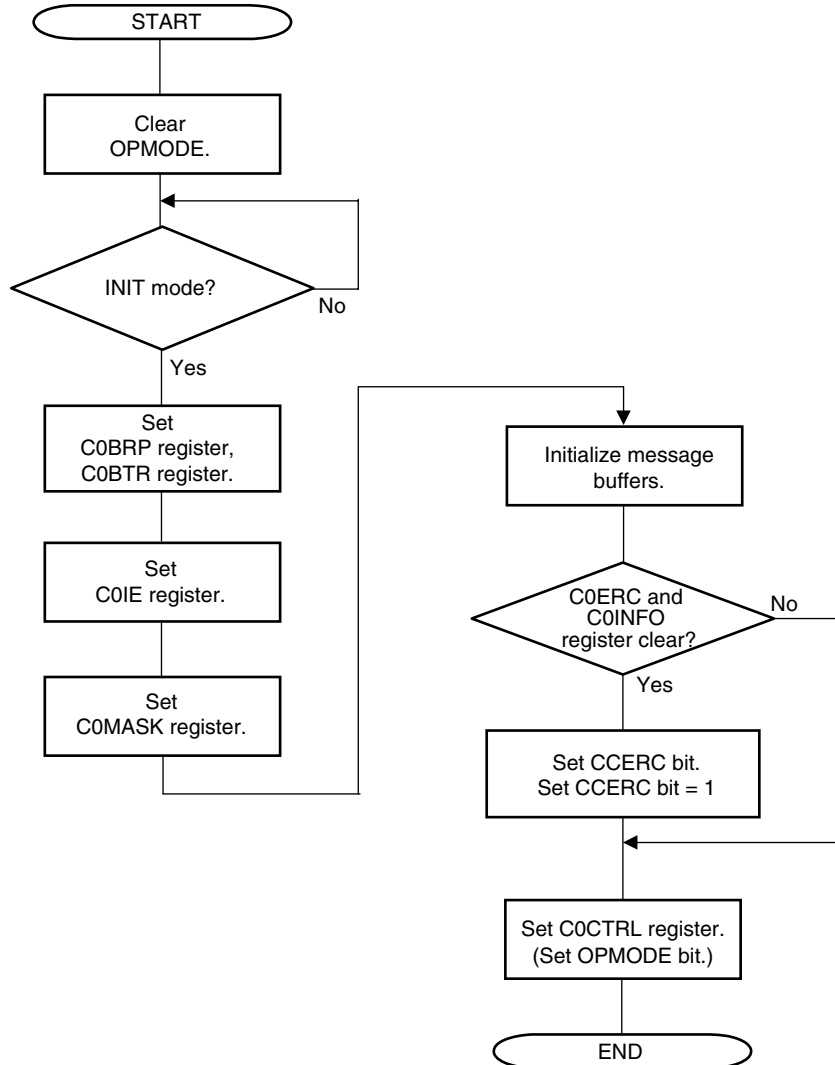 START
Clear
OPMODE.
INIT mode?
No
Yes
Set
C0BRP register,
C0BTR register.
Set
C0IE register.
Set
C0MASK register.
Initialize message
buffers.
C0ERC and
C0INFO
register clear?
No
Yes
Set CCERC bit.
Set CCERC bit = 1
Set C0CTRL register.
(Set OPMODE bit.)
END